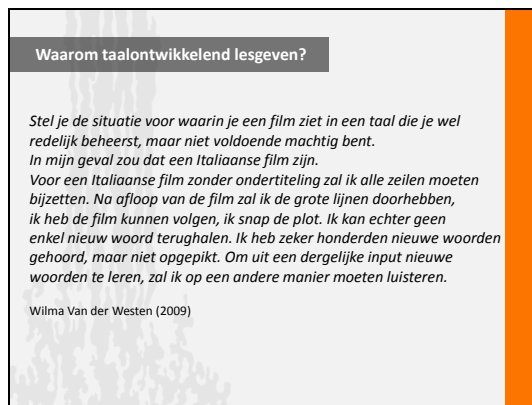 Waarom taalontwikkelend lesgeven?
Stel je de situatie voor waarin je een film ziet in een taal die je wel
redelijk beheerst, maar niet voldoende machtig bent.
In mijn geval zou dat een Italiaanse film zijn.
Voor een Italiaanse film zonder ondertiteling zal ik alle zeilen moeten
bijzetten. Na afloop van de film zal ik de grote lijnen doorhebben,
ik heb de film kunnen volgen, ik snap de plot. Ik kan echter geen
enkel nieuw woord terughalen. Ik heb zeker honderden nieuwe woorden
gehoord, maar niet opgepikt. Om uit een dergelijke input nieuwe
woorden te leren, zal ik op een andere manier moeten luisteren.
Wilma Van der Westen (2009)